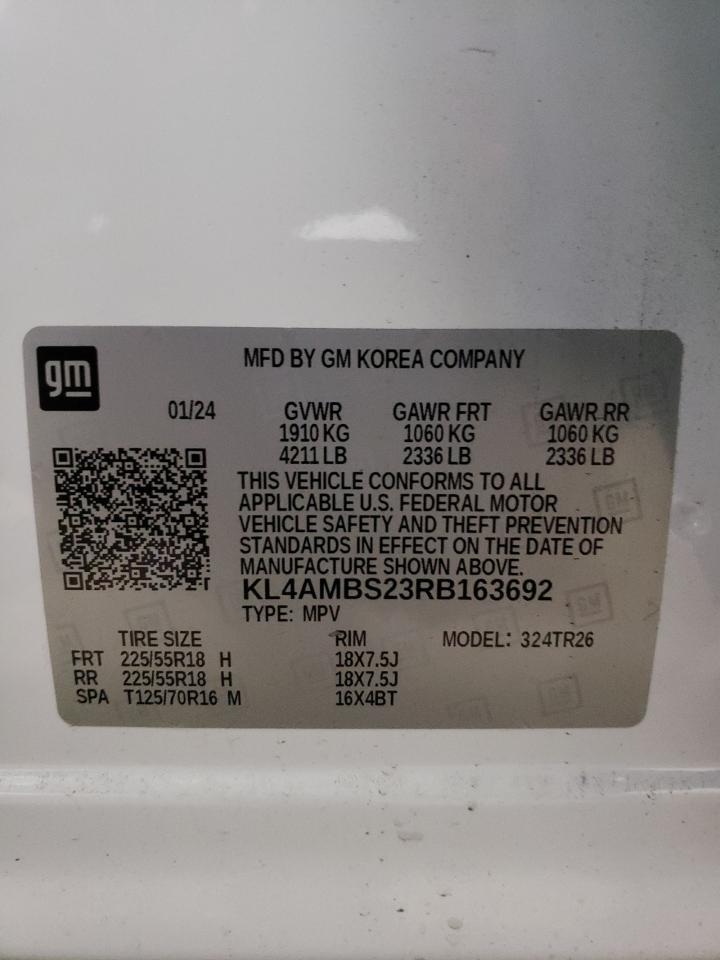 gm
MFD BY GM KOREA COMPANY
01/24 GVWR GAWR FRT GAWR RR
1910 KG 1060 KG 1060 KG
4211 LB 2336 LB 2336 LB
THIS VEHICLE CONFORMS TO ALL
APPLICABLE U.S. FEDERAL MOTOR
VEHICLE SAFETY AND THEFT PREVENTION
STANDARDS IN EFFECT ON THE DATE OF
MANUFACTURE SHOWN ABOVE.
KL4AMBS23RB163692
TYPE: MPV
TIRE SIZE RIM MODEL: 324TR26
FRT 225/55R18 H 18X7.5J
RR 225/55R18 H 18X7.5J
SPA T125/70R16 M 16X4BT